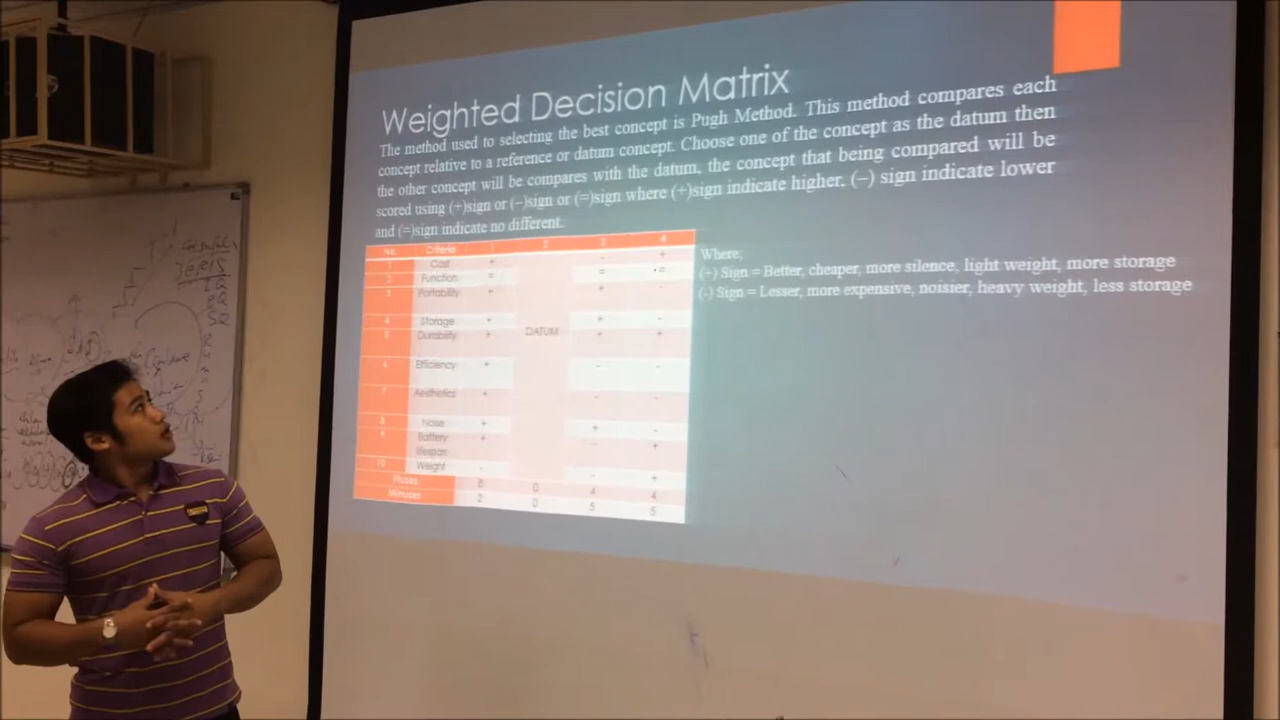 Weighted Decision Matrix
The method used to selecting the best concept is Pugh Method. This method compares each
concept relative to a reference or datum concept. Choose one of the concept as the datum then
the other concept will be compares with the datum, the concept that being compared will be
scored using (+)sign or (−)sign or (=)sign where (+)sign indicate higher, (−) sign indicate lower
and (=)sign indicate no different.
No. Criteria 1 2 3 4
1 Cost + - +
2 Function = = =
3 Portability + + -
4 Storage + + -
5 Durability + DATUM + +
6 Efficiency + - -
7 Aesthetics + - -
8 Noise + + -
9 Battery + - +
lifespan
10 Weight - - +
Pluses 8 0 4 4
Minuses 2 0 5 5
Where;
(+) Sign = Better, cheaper, more silence, light weight, more storage
(-) Sign = Lesser, more expensive, noisier, heavy weight, less storage